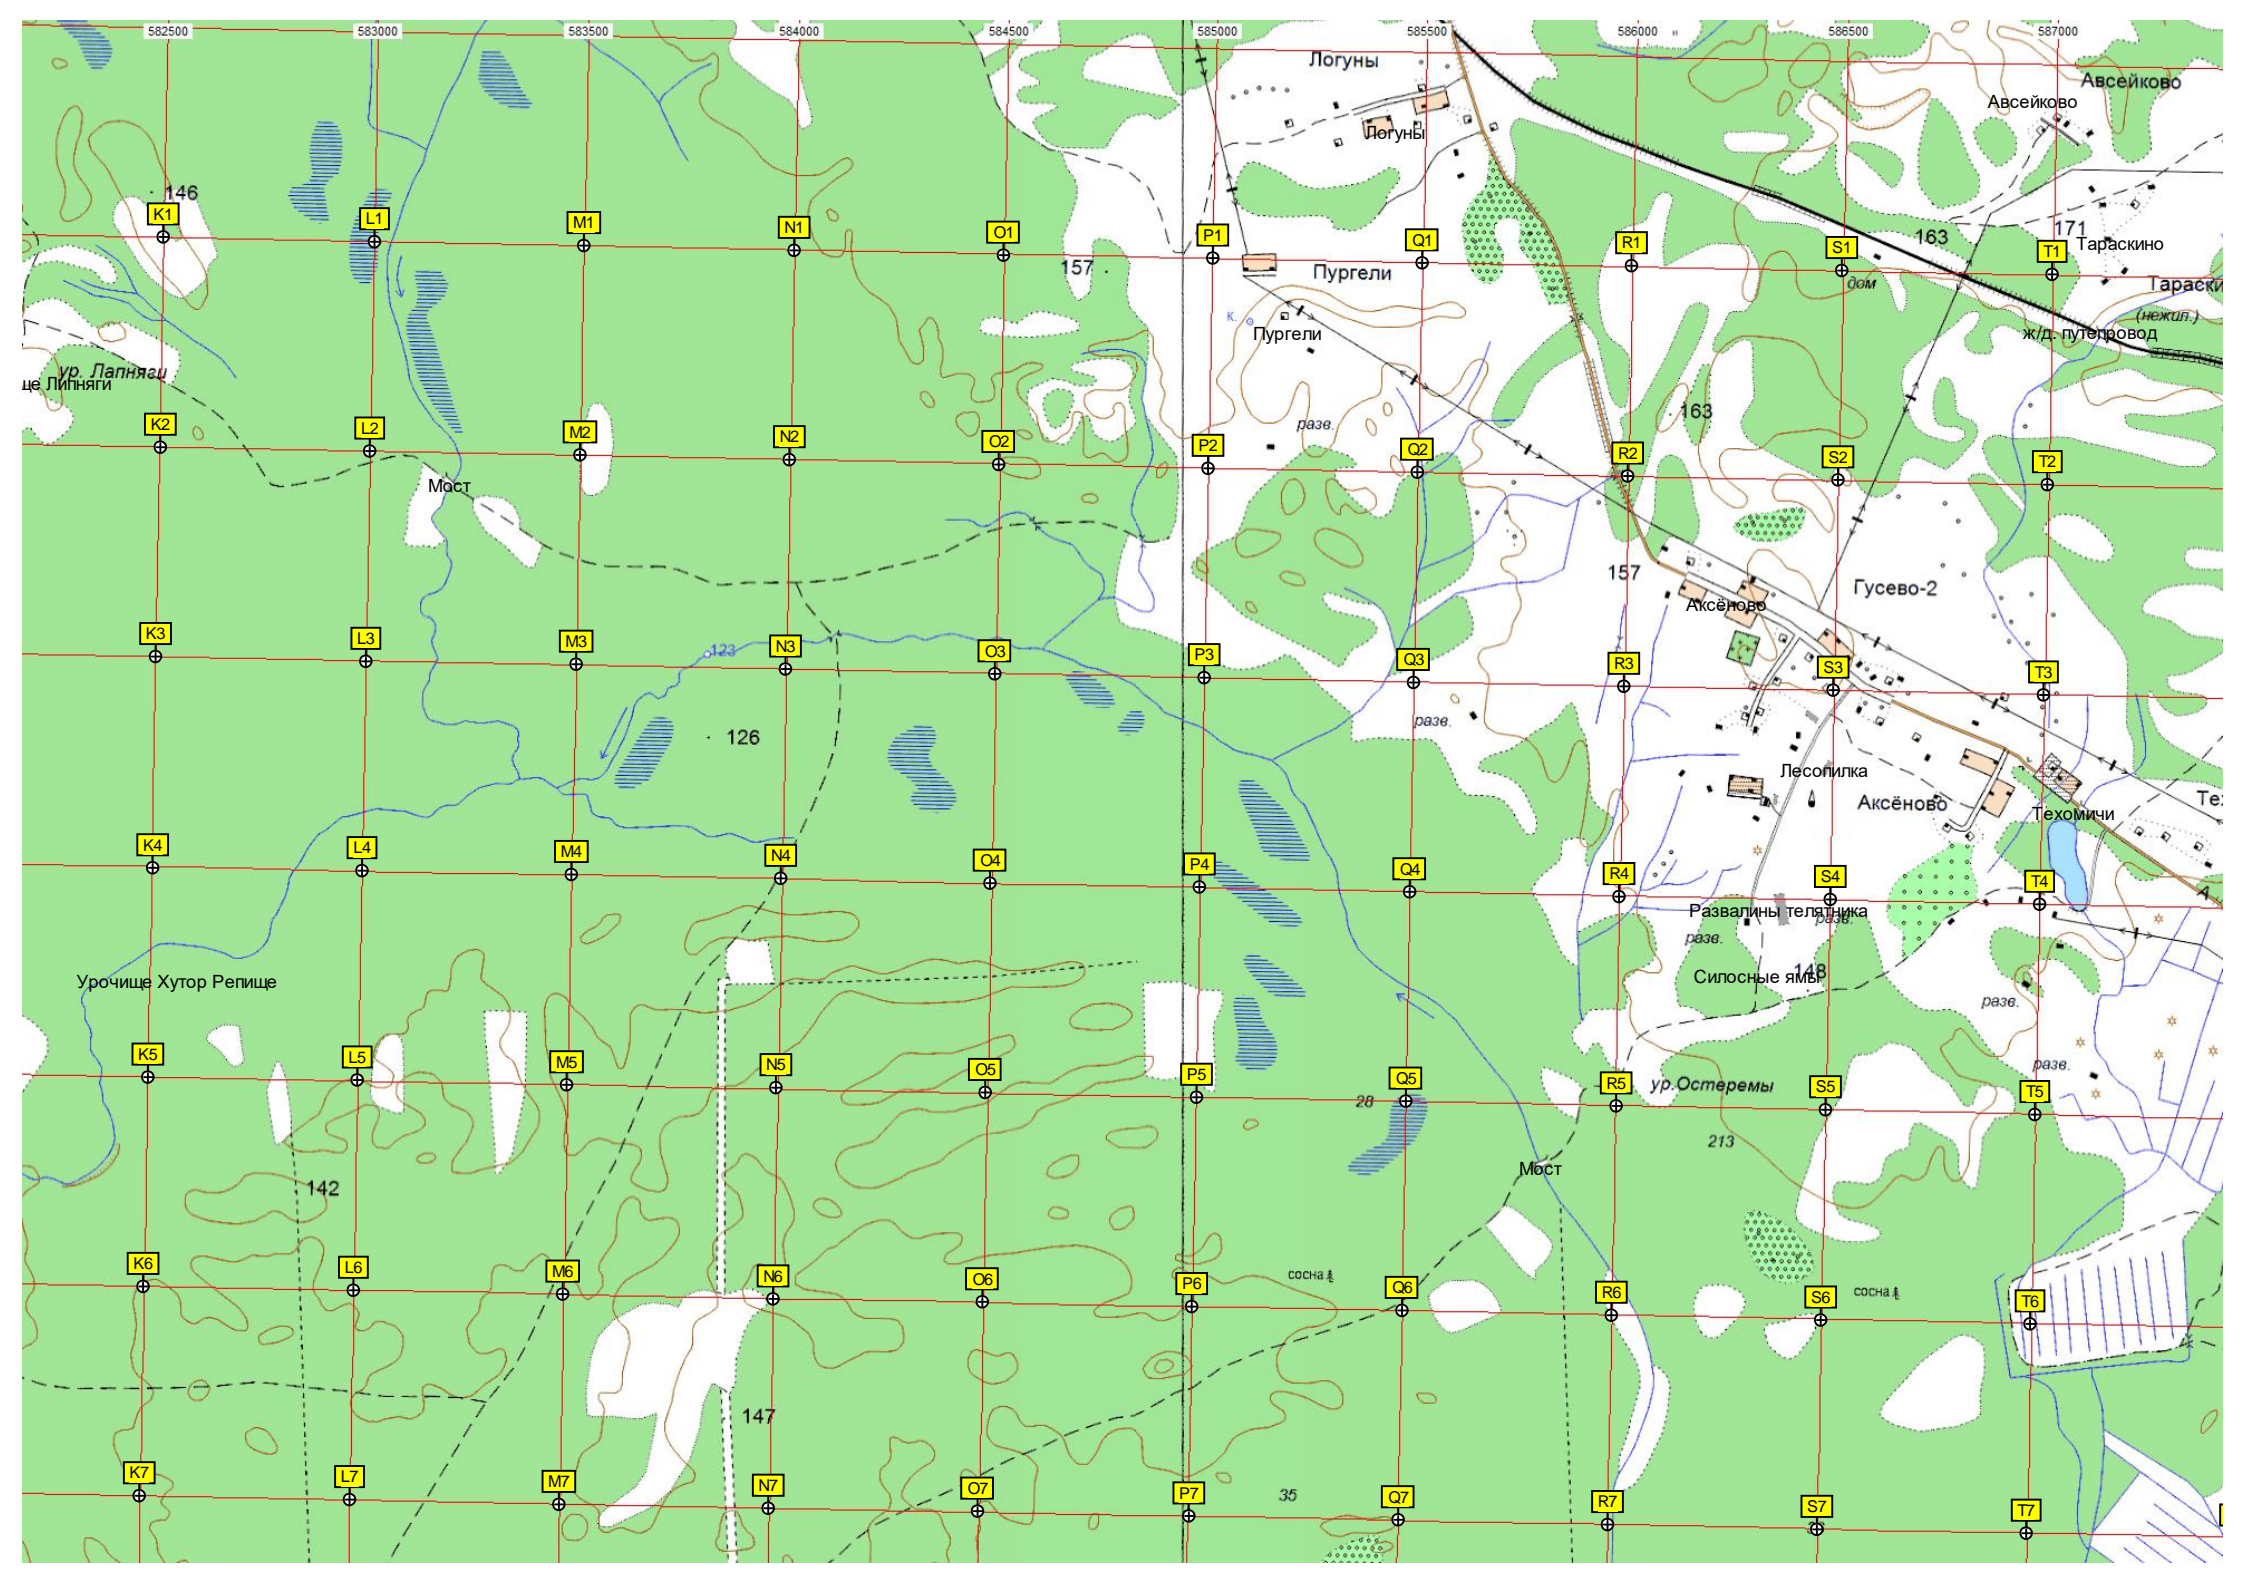 582500 583000 583500 584000 584500 585000 585500 586000 586500 587000
Логуны
Авсейково
Авсейково
Логуны
146
K1 L1 M1 N1 O1 P1 Q1 R1 S1 T1
163
171
Тараскино
157
Пургели
дом
Тараски
(нежил.)
к.
Пургели
ж/д. путепровод
ур. Лапняги
ще Липняги
163
разв.
K2 L2 M2 N2 O2 P2 Q2 R2 S2 T2
Мост
157
Гусево-2
Аксёново
K3 L3 M3 N3 O3 P3 Q3 R3 S3 T3
123
разв.
126
Лесопилка
Аксёново
Те
Техомичи
K4 L4 M4 N4 O4 P4 Q4 R4 S4 T4
Развалины телятника
разв.
разв.
148
Силосные ямы
Урочище Хутор Репище
разв.
разв.
K5 L5 M5 N5 O5 P5 Q5 R5 S5 T5
ур.Остеремы
28
213
Мост
142
K6 L6 M6 N6 O6 P6 Q6 R6 S6 T6
сосна
сосна
147
K7 L7 M7 N7 O7 P7 Q7 R7 S7 T7
35